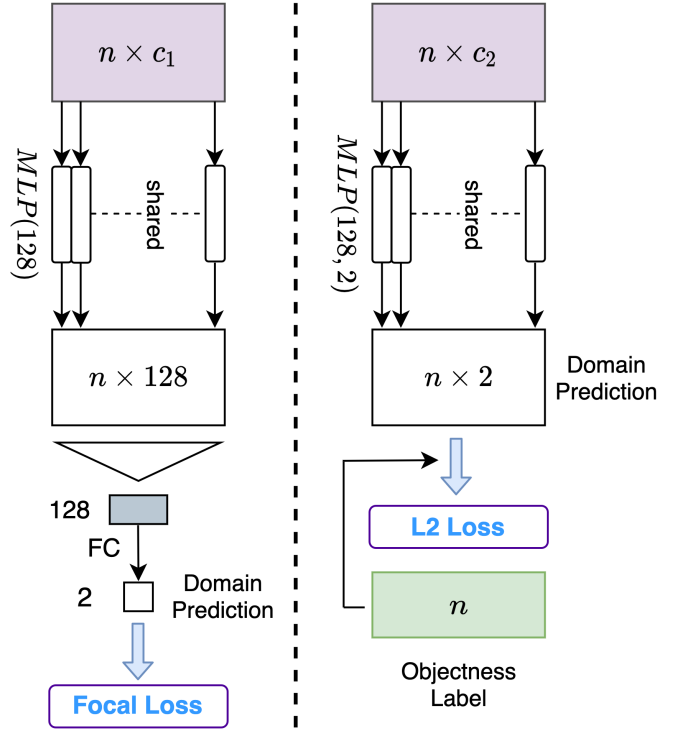 n × c₁
MLP(128)
shared
n × 128
128
FC
2
Domain
Prediction
Focal Loss
n × c₂
MLP(128, 2)
shared
n × 2
Domain
Prediction
L2 Loss
n
Objectness
Label